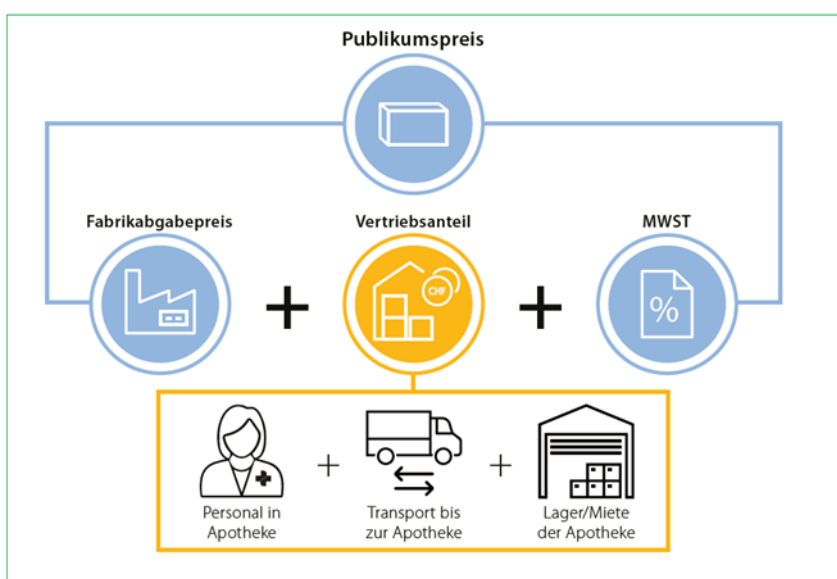 Publikumspreis
Fabrikabgabepreis
Vertriebsanteil
MWST
+
CHF
+
%
Personal in
Apotheke
+
Transport bis
zur Apotheke
+
Lager/Miete
der Apotheke